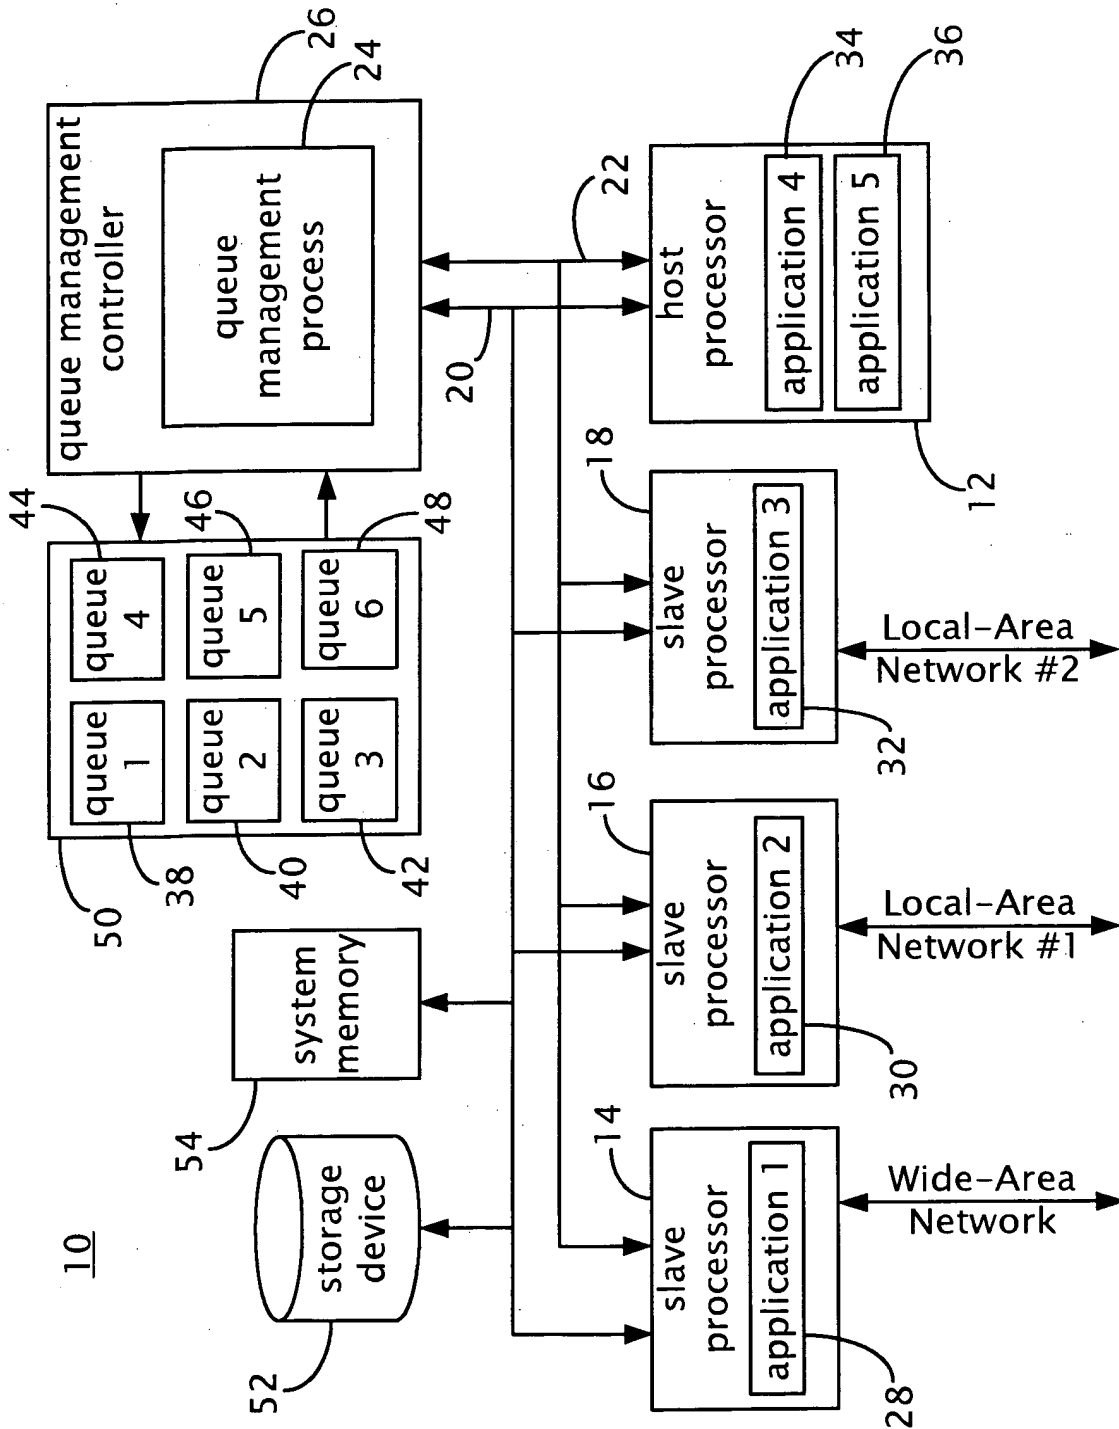 10
52
storage
device
54
system
memory
50
38
40
42
queue
1
queue
2
queue
3
queue
4
queue
5
queue
6
44
46
48
queue management
controller
queue
management
process
26
24
20
22
14
slave
processor
application 1
28
Wide-Area
Network
16
slave
processor
application 2
30
Local-Area
Network #1
18
slave
processor
application 3
32
Local-Area
Network #2
host
processor
application 4
application 5
12
34
36